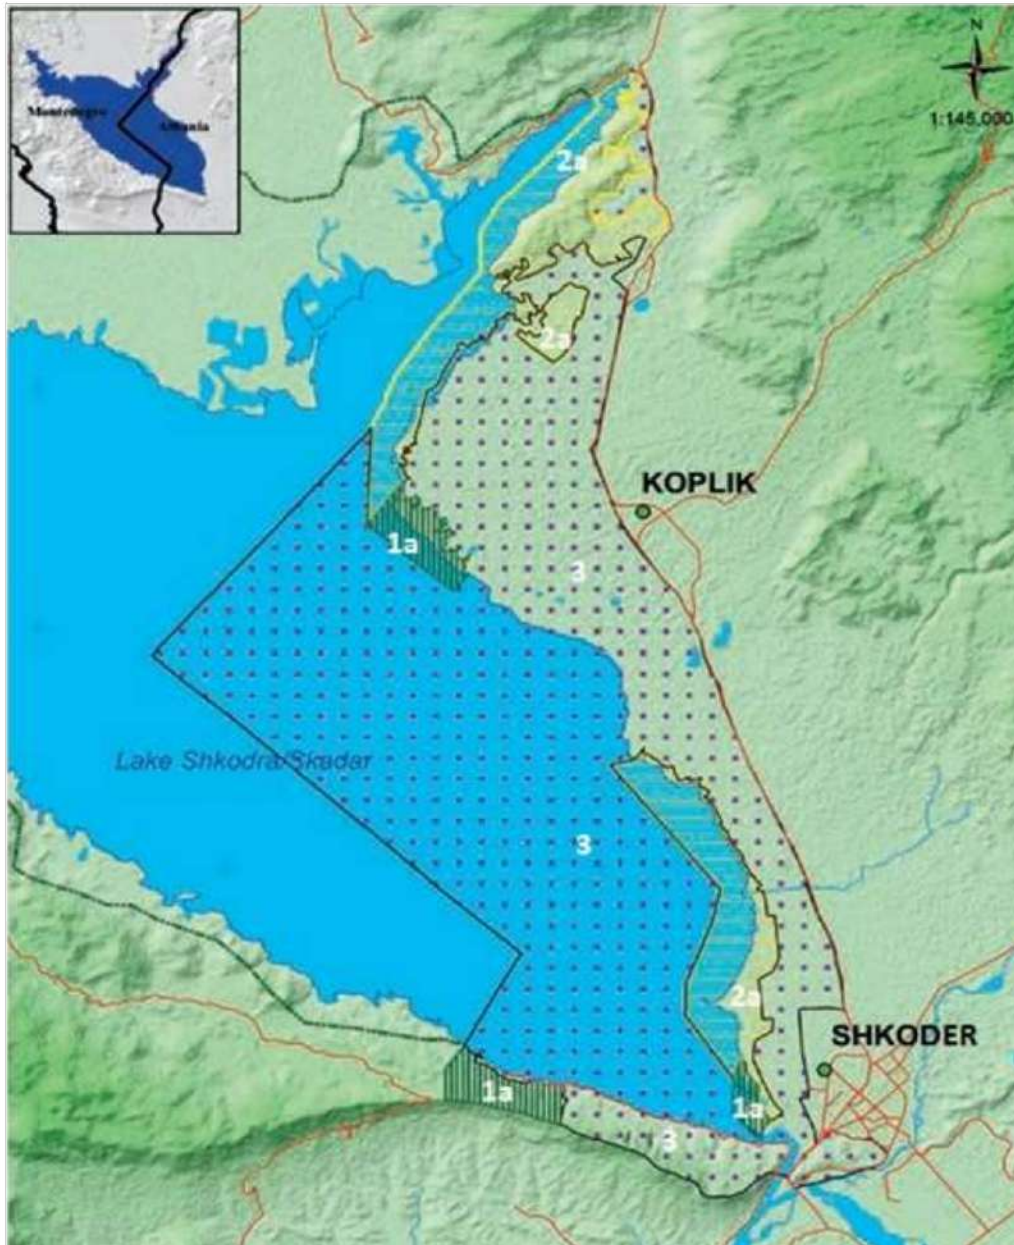 Montenegro
Albania
N
1:145,000
2a
2a
KOPLIK
1a
3
Lake Shkodra/Skadar
3
2a
SHKODER
1a
1a
3